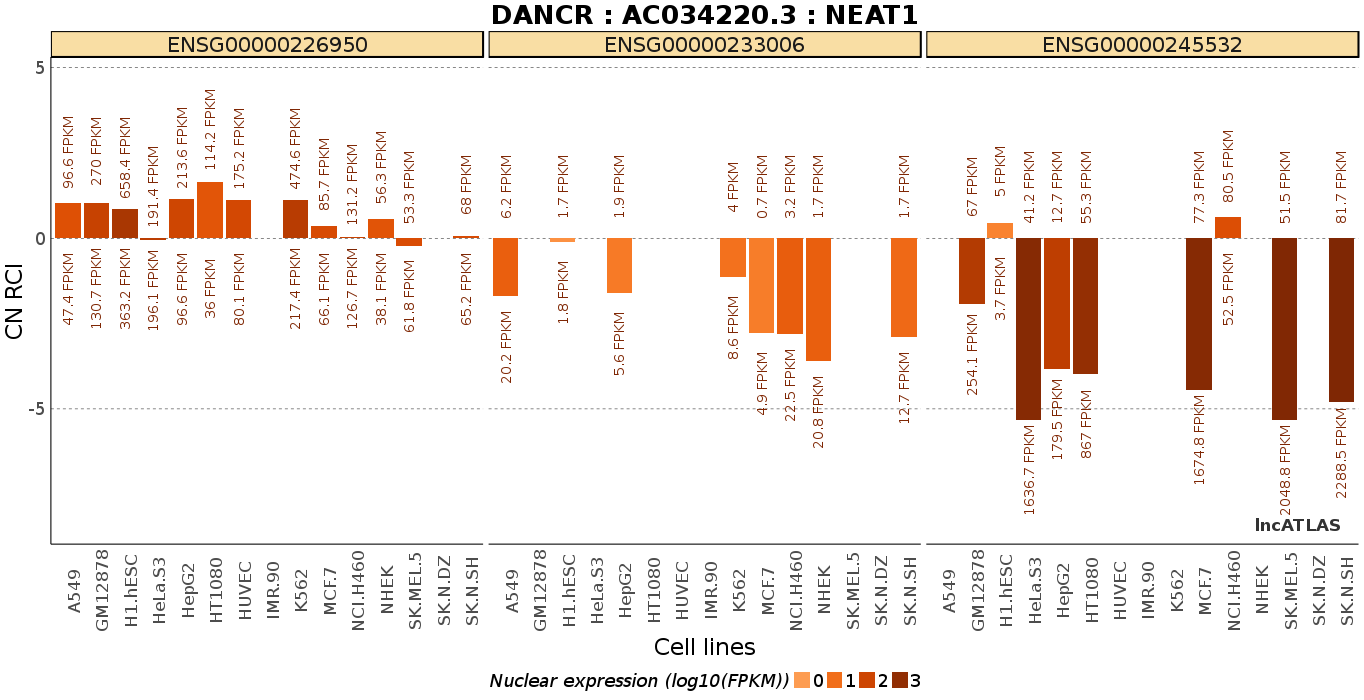 DANCR : AC034220.3 : NEAT1
ENSG00000226950
ENSG00000233006
ENSG00000245532
CN RCI
5
0
-5
96.6 FPKM
270 FPKM
658.4 FPKM
191.4 FPKM
213.6 FPKM
114.2 FPKM
175.2 FPKM
474.6 FPKM
85.7 FPKM
131.2 FPKM
56.3 FPKM
53.3 FPKM
68 FPKM
47.4 FPKM
130.7 FPKM
363.2 FPKM
196.1 FPKM
96.6 FPKM
36 FPKM
80.1 FPKM
217.4 FPKM
66.1 FPKM
126.7 FPKM
38.1 FPKM
61.8 FPKM
65.2 FPKM
6.2 FPKM
1.7 FPKM
1.9 FPKM
4 FPKM
0.7 FPKM
3.2 FPKM
1.7 FPKM
1.7 FPKM
20.2 FPKM
1.8 FPKM
5.6 FPKM
8.6 FPKM
4.9 FPKM
22.5 FPKM
20.8 FPKM
12.7 FPKM
67 FPKM
5 FPKM
41.2 FPKM
12.7 FPKM
55.3 FPKM
77.3 FPKM
80.5 FPKM
51.5 FPKM
81.7 FPKM
254.1 FPKM
3.7 FPKM
1636.7 FPKM
179.5 FPKM
867 FPKM
1674.8 FPKM
52.5 FPKM
2048.8 FPKM
2288.5 FPKM
lncATLAS
A549
GM12878
H1.hESC
HeLa.S3
HepG2
HT1080
HUVEC
IMR.90
K562
MCF.7
NCI.H460
NHEK
SK.MEL.5
SK.N.DZ
SK.N.SH
A549
GM12878
H1.hESC
HeLa.S3
HepG2
HT1080
HUVEC
IMR.90
K562
MCF.7
NCI.H460
NHEK
SK.MEL.5
SK.N.DZ
SK.N.SH
A549
GM12878
H1.hESC
HeLa.S3
HepG2
HT1080
HUVEC
IMR.90
K562
MCF.7
NCI.H460
NHEK
SK.MEL.5
SK.N.DZ
SK.N.SH
Cell lines
Nuclear expression (log10(FPKM)) 0 1 2 3